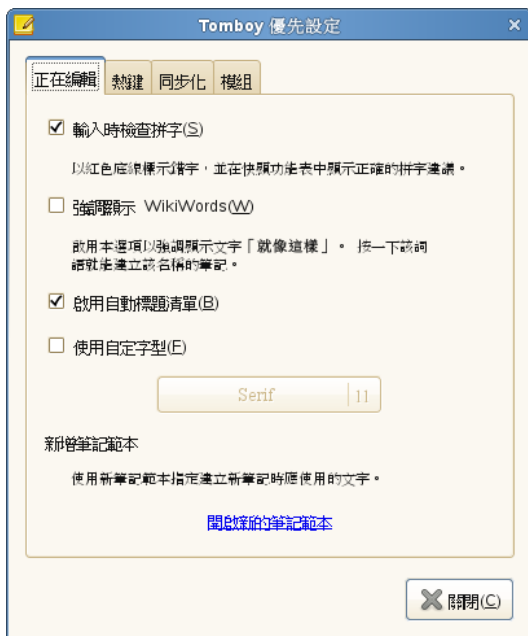 Tomboy 優先設定
正在編輯 熱鍵 同步化 模組
輸入時檢查拼字(S)
以紅色底線標示錯字，並在快顯功能表中顯示正確的拼字建議。
強調顯示 WikiWords(W)
啟用本選項以強調顯示文字「就像這樣」。 按一下該詞
語就能建立該名稱的筆記。
啟用自動標題清單(B)
使用自定字型(F)
Serif 11
新增筆記範本
使用新筆記範本指定建立新筆記時應使用的文字。
開啟新的筆記範本
關閉(C)